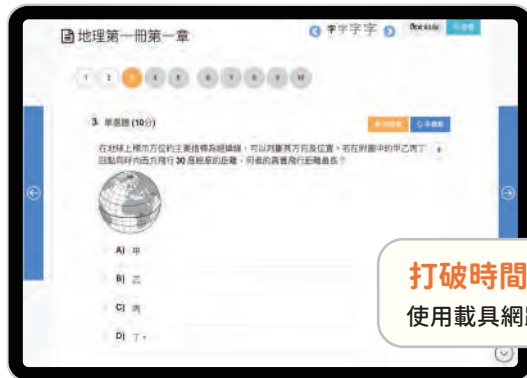 地理第一冊第一章
字字字字
1 2 3 4 5 6 7 8 9 10
3. 單選題 (10分)
在地球上標示方位的主要指標為經緯線，可以判斷其方向及位置。若在附圖中的甲乙丙丁
四點同時向西方飛行 30 度經度的距離，何者的真實飛行距離最長？
A) 甲
B) 乙
C) 丙
D) 丁。
打破時間
使用載具網